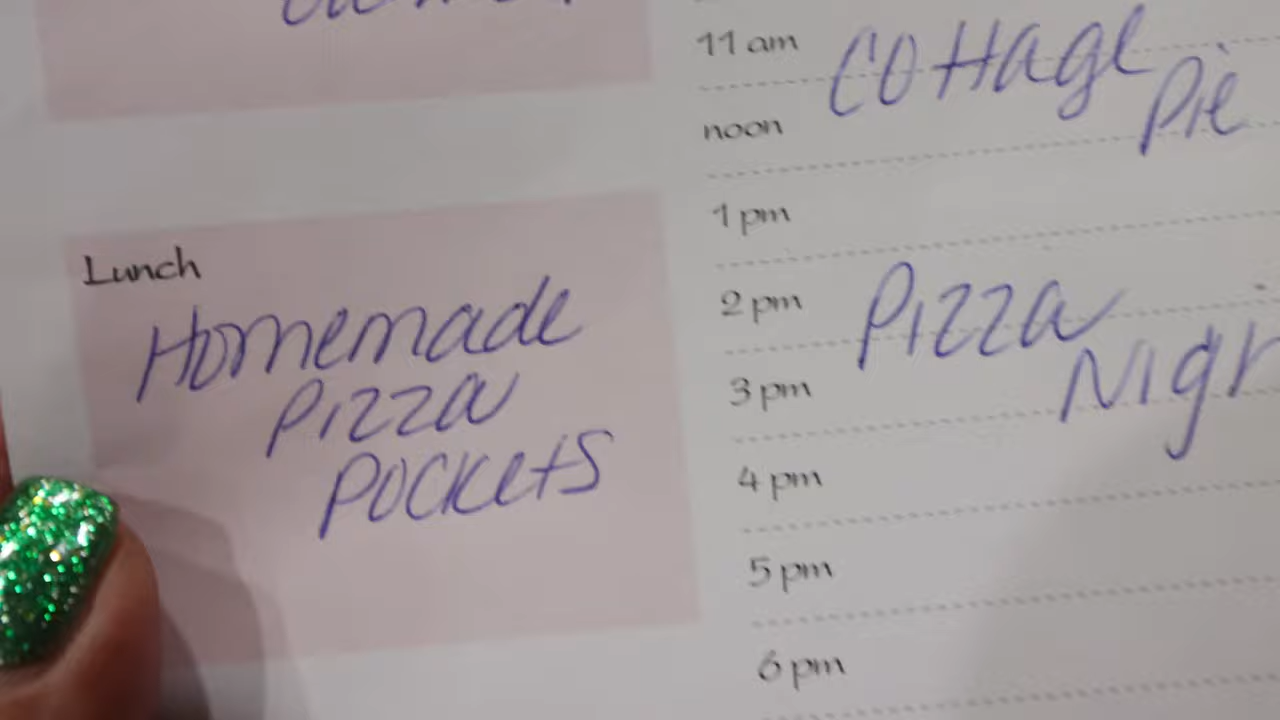 Lunch
Homemade
Pizza
Pockets
11 am
Cottage
Pie
noon
1 pm
2 pm
Pizza
3 pm
4 pm
5 pm
6 pm